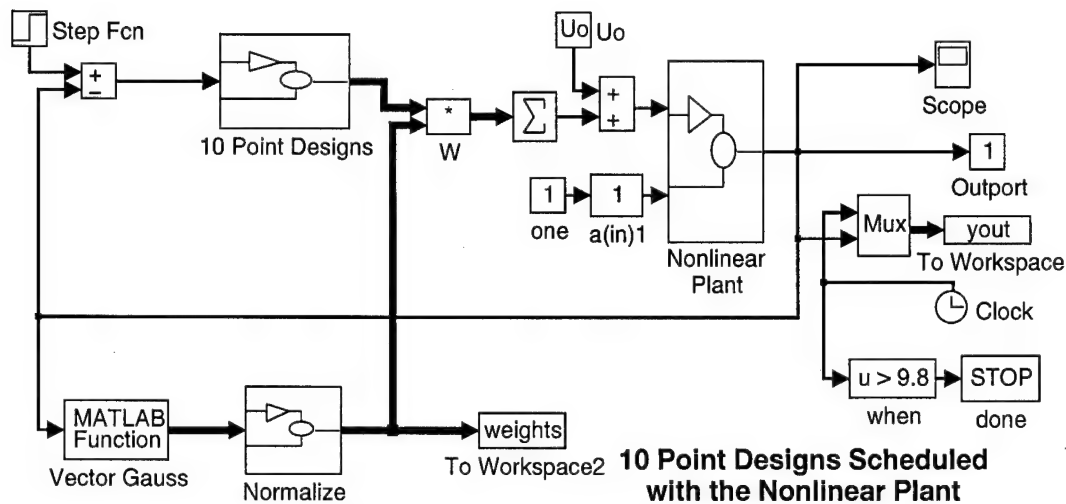 Step Fcn
+
−
10 Point Designs
*
W
Σ
Uo Uo
+
+
1
one
1
a(in)1
Nonlinear
Plant
Scope
1
Outport
Mux
yout
To Workspace
Clock
u > 9.8
when
STOP
done
MATLAB
Function
Vector Gauss
Normalize
weights
To Workspace2
10 Point Designs Scheduled
with the Nonlinear Plant